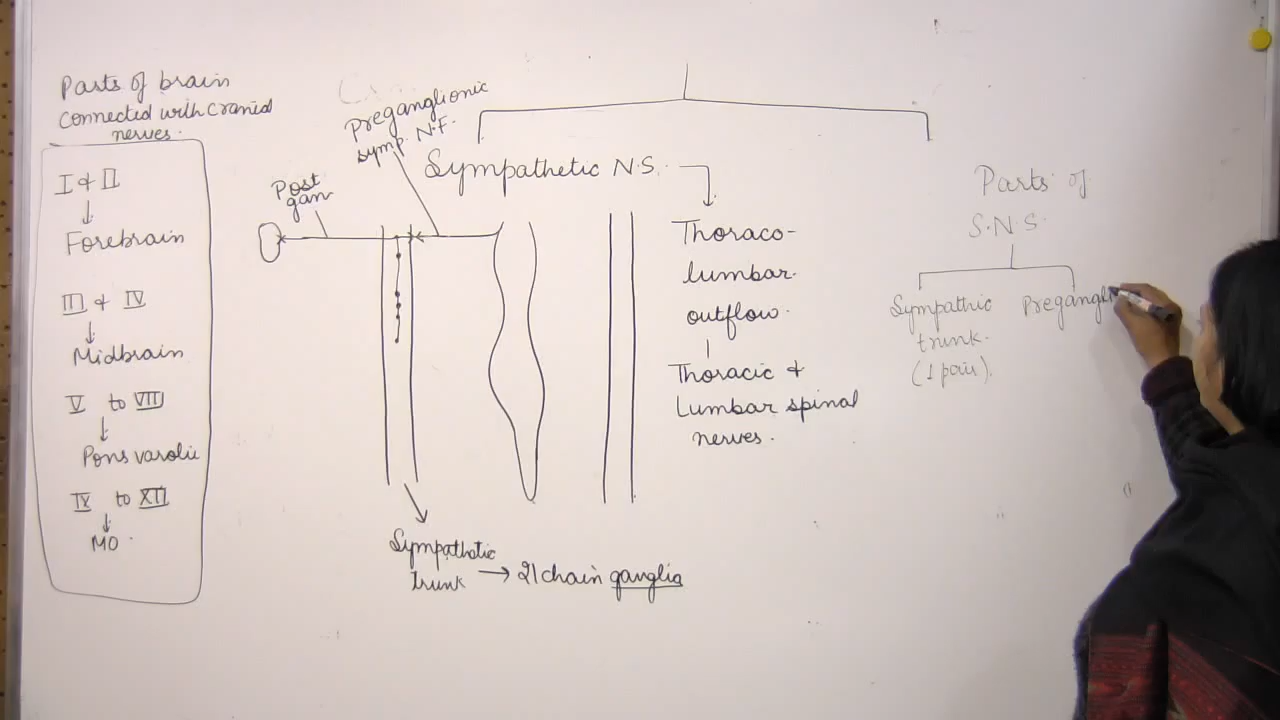 Parts of brain
connected with cranial
nerves.
I & II
Forebrain
III & IV
Midbrain
V to VIII
Pons varolii
IX to XII
MO.
Preganglionic
symp. N.F.
Post
gan
Sympathetic N.S.
Thoraco-
lumbar
outflow.
Thoracic &
Lumbar spinal
nerves.
Sympathetic
trunk → 21 chain ganglia
Parts of
S.N.S.
Sympathic
trunk.
(1 pair).
Pregangli